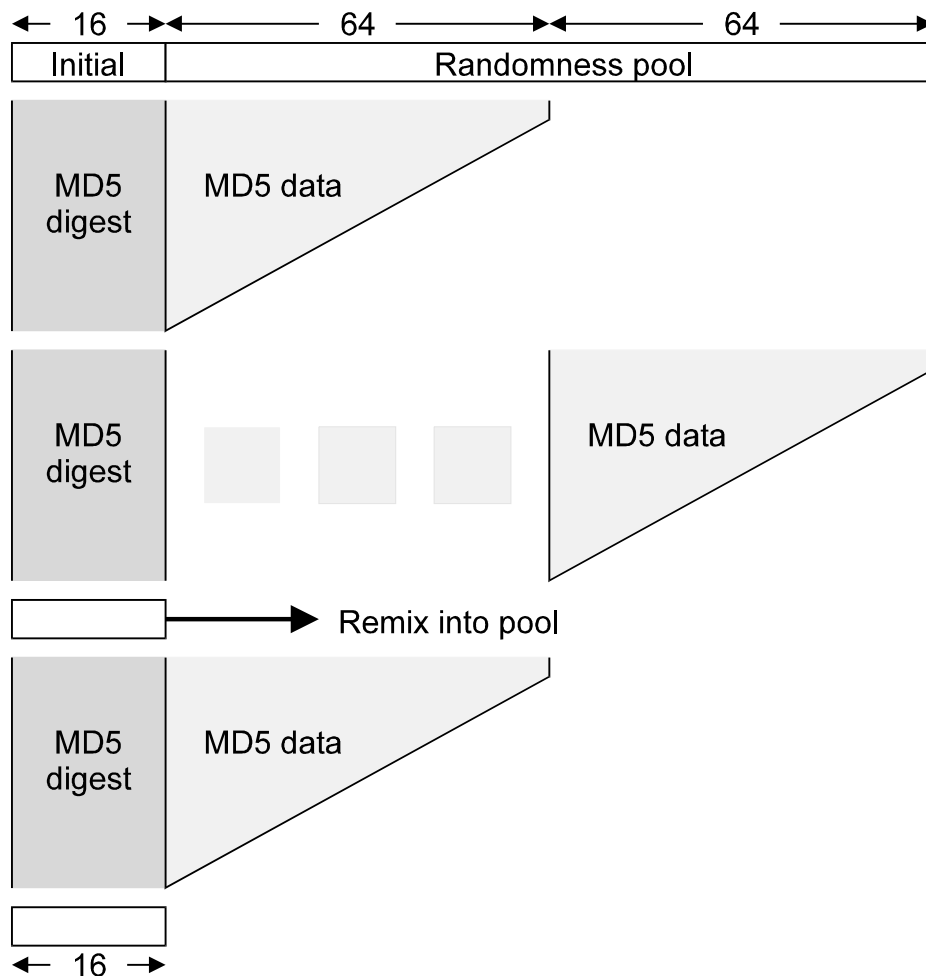 16 64 64
Initial Randomness pool
MD5 data
MD5
digest
MD5 data
MD5
digest
Remix into pool
MD5 data
MD5
digest
16